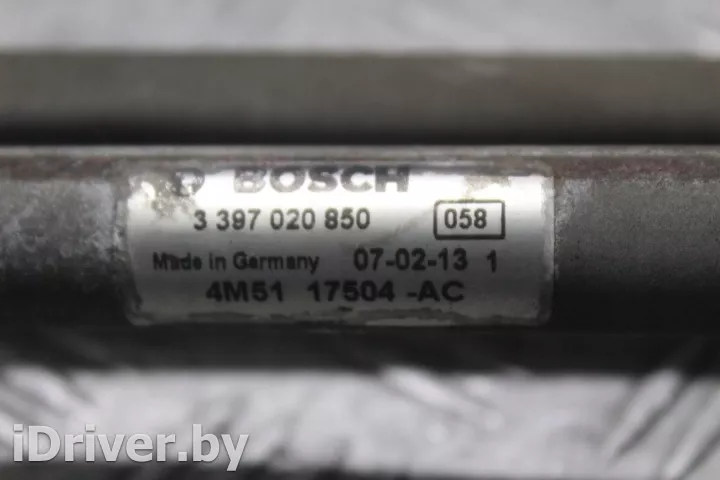 BOSCH
3 397 020 850 058
Made in Germany 07-02-13 1
4M51 17504 -AC
iDriver.by